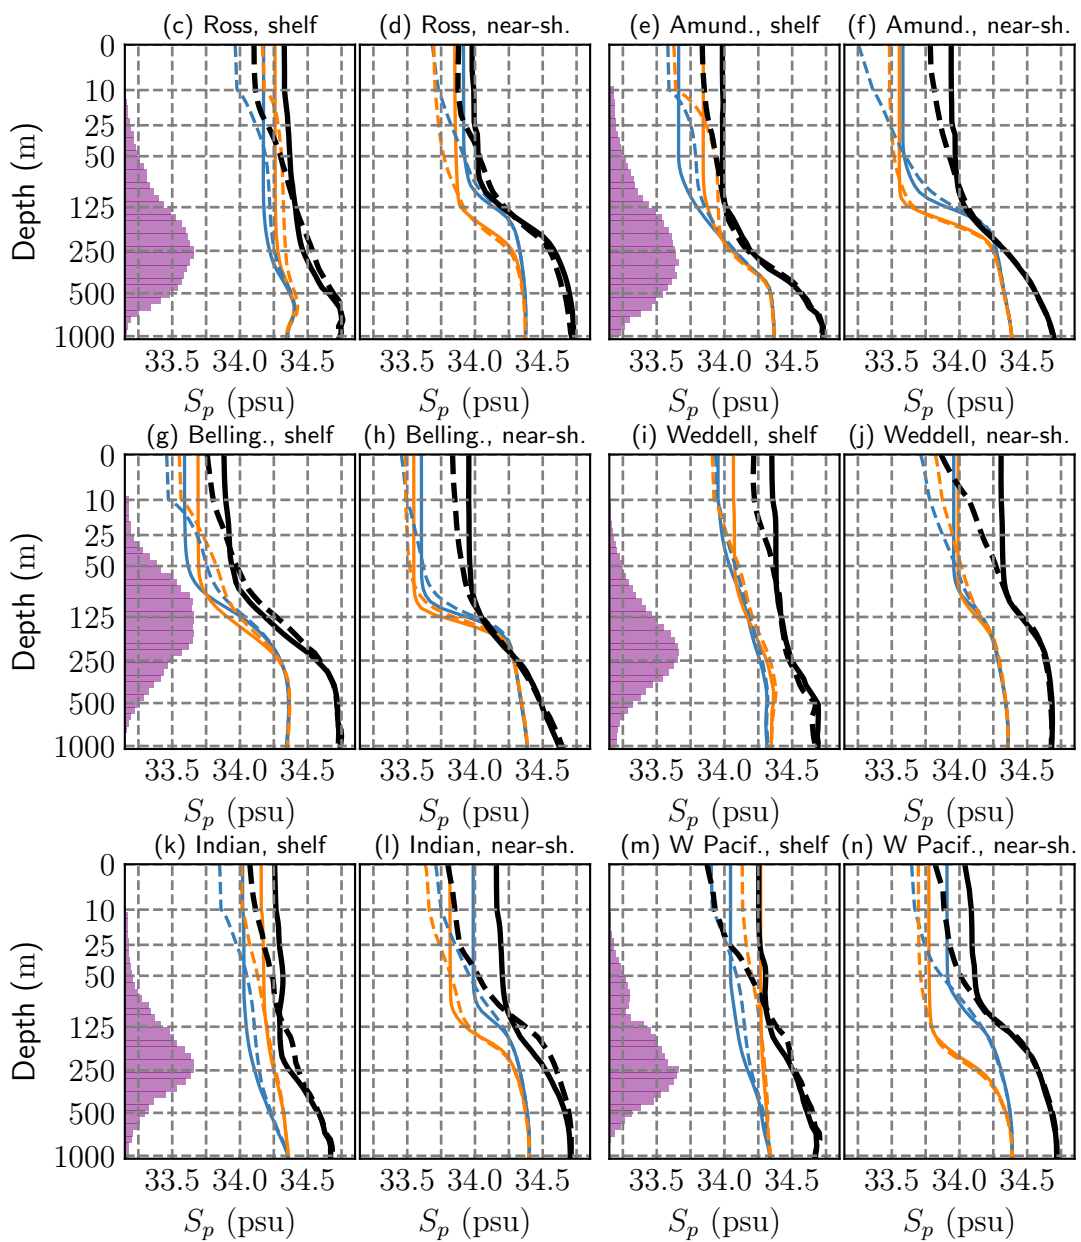 (c) Ross, shelf
(d) Ross, near-sh.
(e) Amund., shelf
(f) Amund., near-sh.
Depth (m)
0
10
25
50
125
250
500
1000
33.5 34.0 34.5
33.5 34.0 34.5
33.5 34.0 34.5
33.5 34.0 34.5
Sₚ (psu)
Sₚ (psu)
Sₚ (psu)
Sₚ (psu)
(g) Belling., shelf
(h) Belling., near-sh.
(i) Weddell, shelf
(j) Weddell, near-sh.
Depth (m)
0
10
25
50
125
250
500
1000
33.5 34.0 34.5
33.5 34.0 34.5
33.5 34.0 34.5
33.5 34.0 34.5
Sₚ (psu)
Sₚ (psu)
Sₚ (psu)
Sₚ (psu)
(k) Indian, shelf
(l) Indian, near-sh.
(m) W Pacif., shelf
(n) W Pacif., near-sh.
Depth (m)
0
10
25
50
125
250
500
1000
33.5 34.0 34.5
33.5 34.0 34.5
33.5 34.0 34.5
33.5 34.0 34.5
Sₚ (psu)
Sₚ (psu)
Sₚ (psu)
Sₚ (psu)